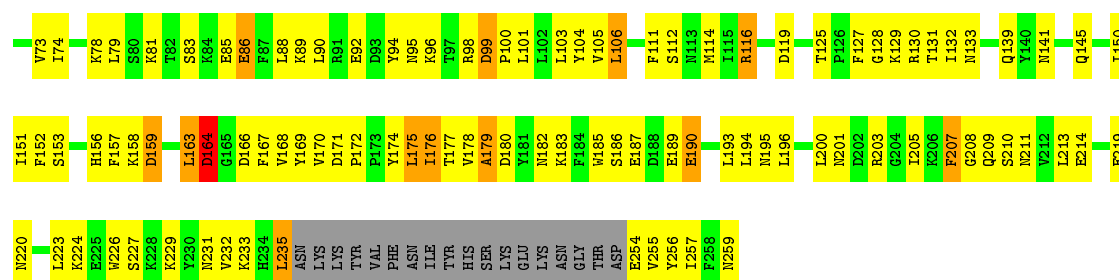 V73 I74 K78 L79 S80 K81 T82 S83 K84 E85 E86 F87 L88 K89 L90 R91 E92 D93 Y94 N95 K96 T97 R98 D99 P100 L101 L102 L103 Y104 V105 L106 F111 S112 N113 M114 I115 R116 D119 T125 P126 F127 G128 K129 R130 T131 I132 N133 Q139 Y140 N141 Q145 I150
I151 F152 S153 H156 F157 K158 D159 L163 D164 G165 D166 F167 V168 Y169 V170 D171 P172 P173 Y174 L175 I176 T177 V178 A179 D180 Y181 N182 K183 F184 W185 S186 E187 D188 E189 E190 L193 L194 N195 L196 L200 N201 D202 R203 G204 I205 K206 F207 G208 Q209 S210 N211 V212 L213 E214
N220 L223 K224 E225 W226 S227 K228 K229 Y230 N231 V232 K233 H234 L235 ASN LYS LYS TYR VAL PHE ASN ILE TYR HIS SER LYS GLU LYS ASN GLY THR ASP E254 V255 Y256 I257 F258 N259